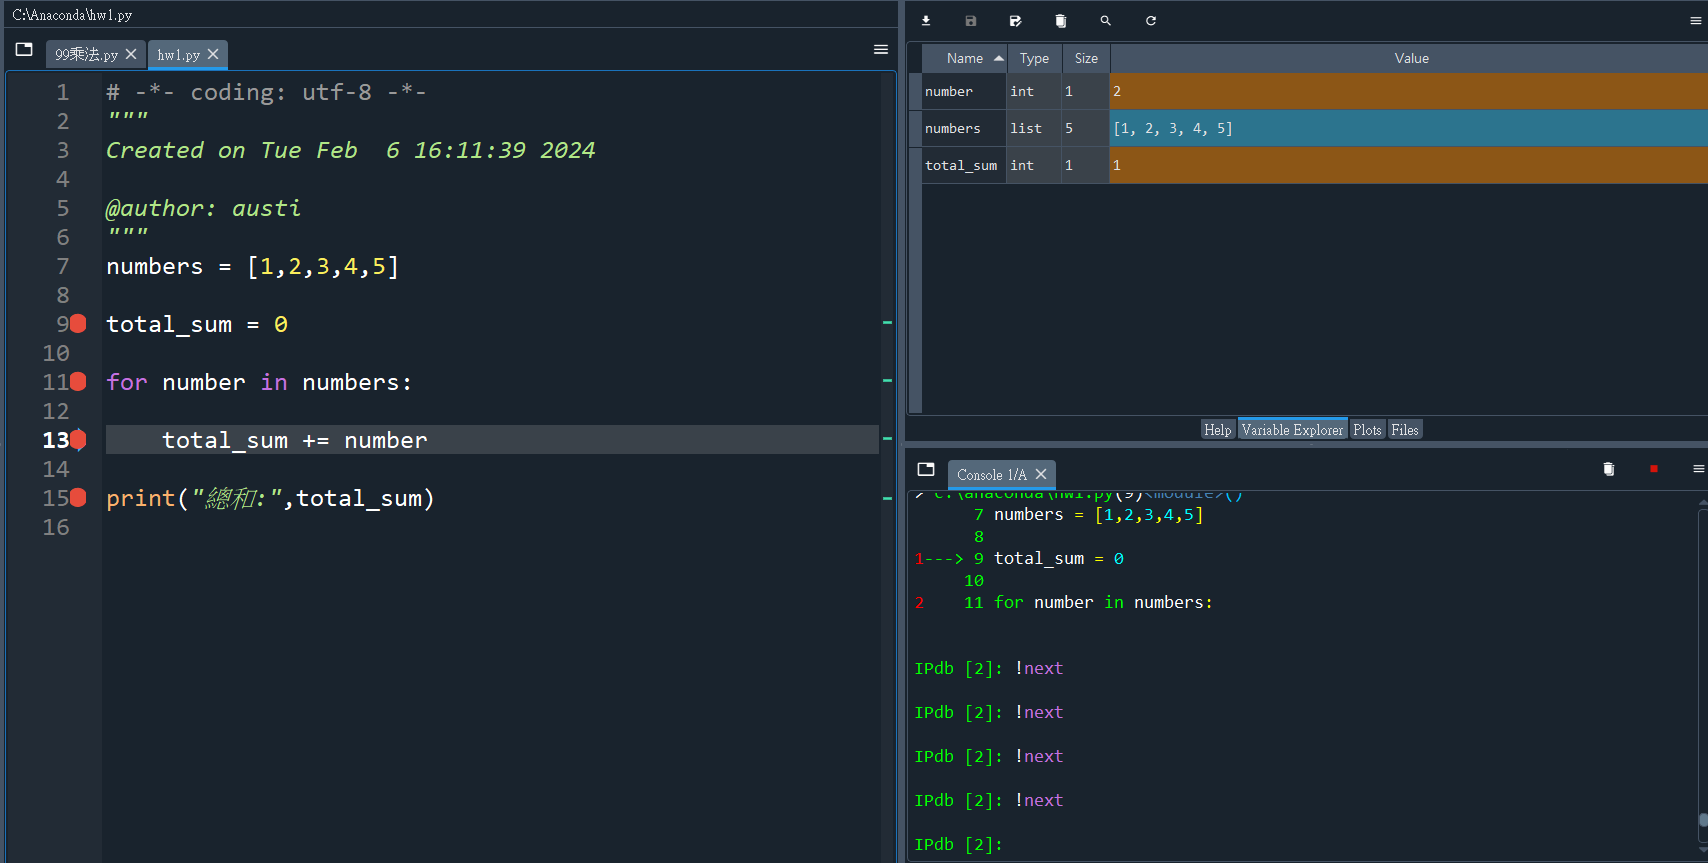 C:\Anaconda\hw1.py
99乘法.py
hw1.py
1 # -*- coding: utf-8 -*-
2 """
3 Created on Tue Feb  6 16:11:39 2024
4
5 @author: austi
6 """
7 numbers = [1,2,3,4,5]
8
9 total_sum = 0
10
11 for number in numbers:
12
13     total_sum += number
14
15 print("總和:",total_sum)
16
Name Type Size Value
number int 1 2
numbers list 5 [1, 2, 3, 4, 5]
total_sum int 1 1
Help Variable Explorer Plots Files
Console 1/A
> c:\anaconda\hw1.py(9)<module>()
7 numbers = [1,2,3,4,5]
8
1---> 9 total_sum = 0
10
2 11 for number in numbers:
IPdb [2]: !next
IPdb [2]: !next
IPdb [2]: !next
IPdb [2]: !next
IPdb [2]: